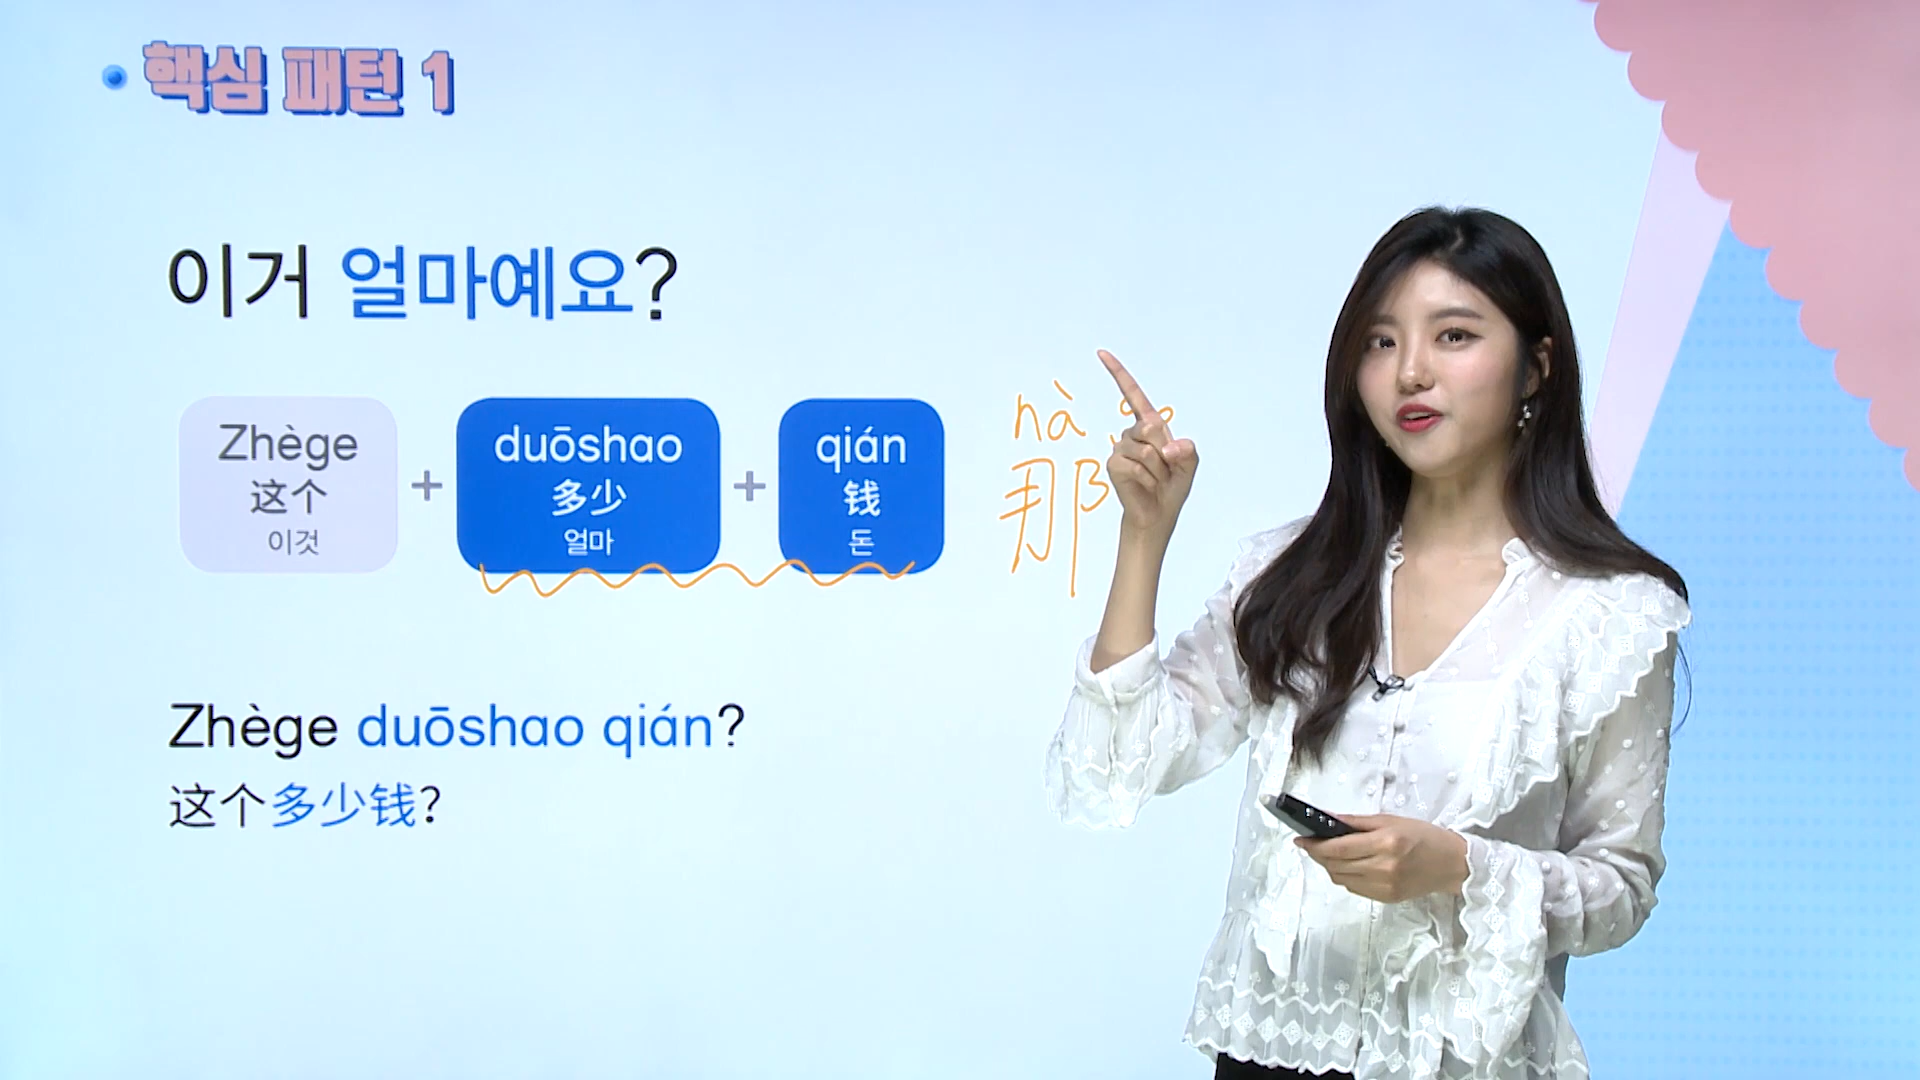 핵심 패턴 1
이거 얼마예요?
Zhège + duōshao + qián
这个 多少 钱
이것 얼마 돈
nà
那
Zhège duōshao qián?
这个多少钱?